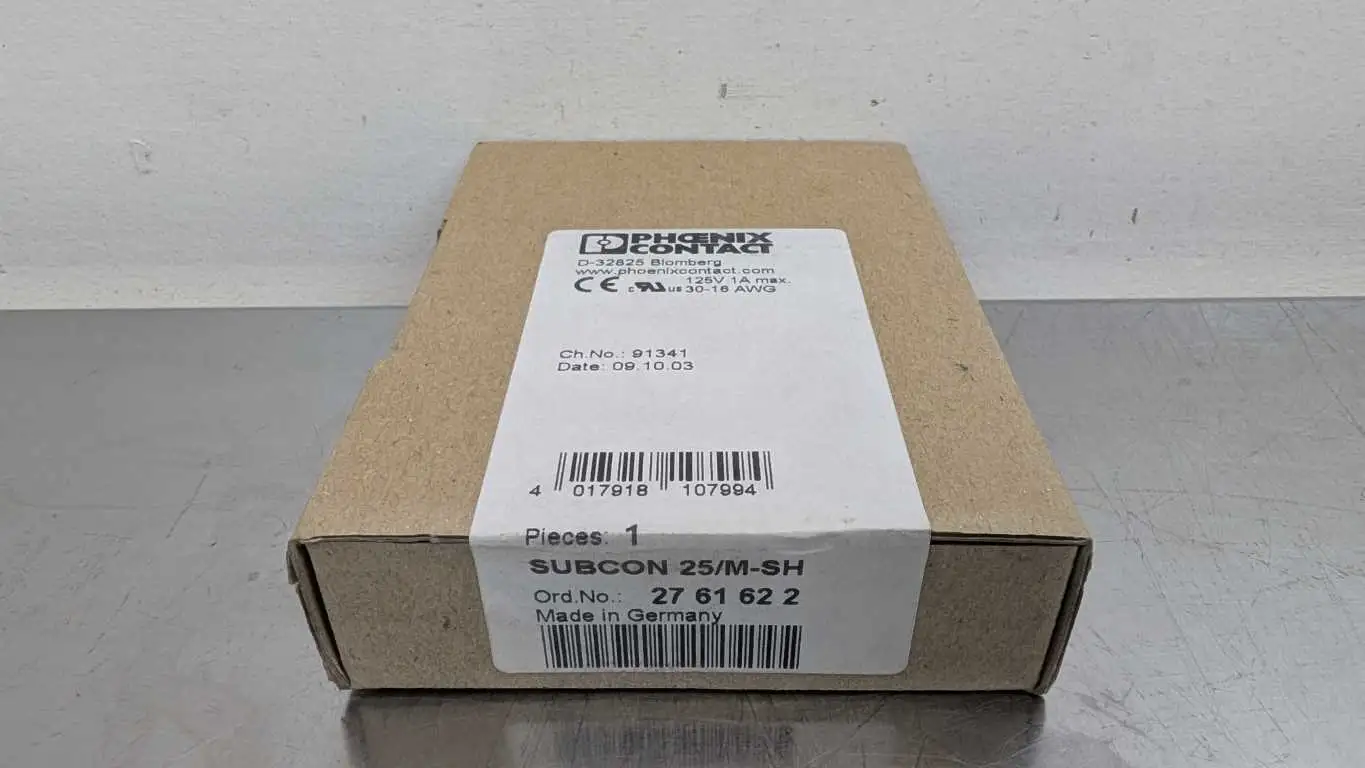 PHŒNIX
CONTACT
D-32825 Blomberg
www.phoenixcontact.com
CE c RU us 125V 1A max.
30-16 AWG
Ch.No.: 91341
Date: 09.10.03
4 017918 107994
Pieces: 1
SUBCON 25/M-SH
Ord.No.: 27 61 62 2
Made in Germany